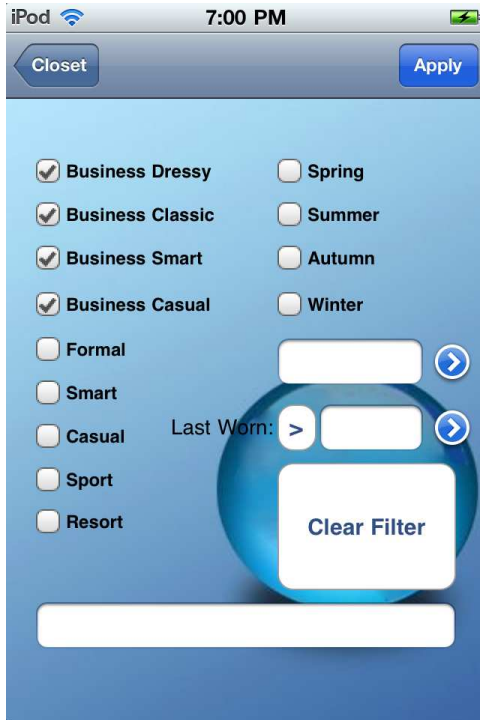 iPod 7:00 PM
Closet Apply
Business Dressy
Business Classic
Business Smart
Business Casual
Formal
Smart
Casual
Sport
Resort
Spring
Summer
Autumn
Winter
Last Worn: >
Clear Filter